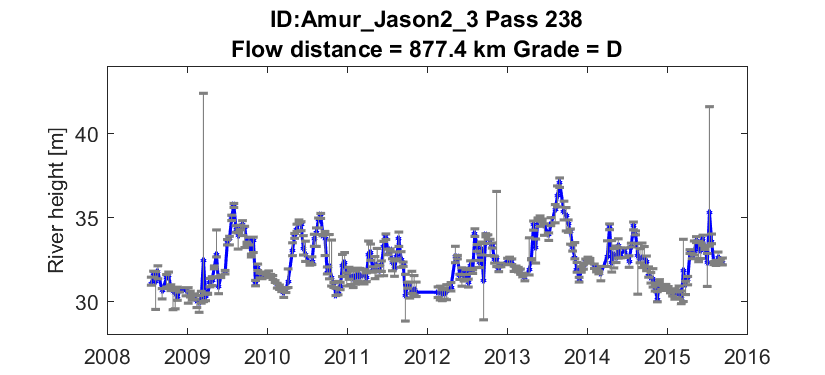 ID:Amur_Jason2_3 Pass 238
Flow distance = 877.4 km Grade = D
River height [m]
40
35
30
2008 2009 2010 2011 2012 2013 2014 2015 2016